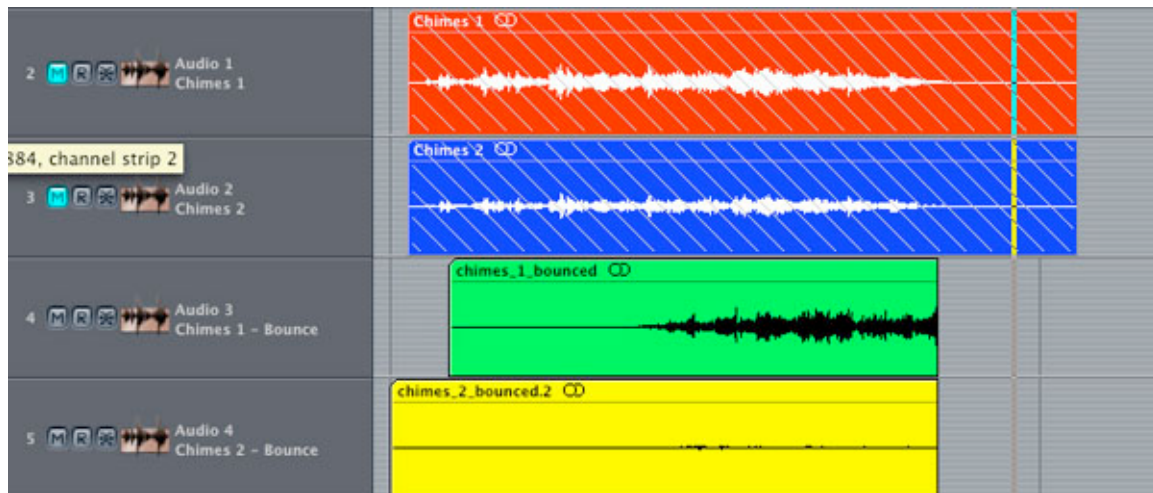 Chimes 1
2 M R Audio 1
Chimes 1
Chimes 2
884, channel strip 2
3 M R Audio 2
Chimes 2
chimes_1_bounced
4 M R Audio 3
Chimes 1 - Bounce
chimes_2_bounced.2
5 M R Audio 4
Chimes 2 - Bounce